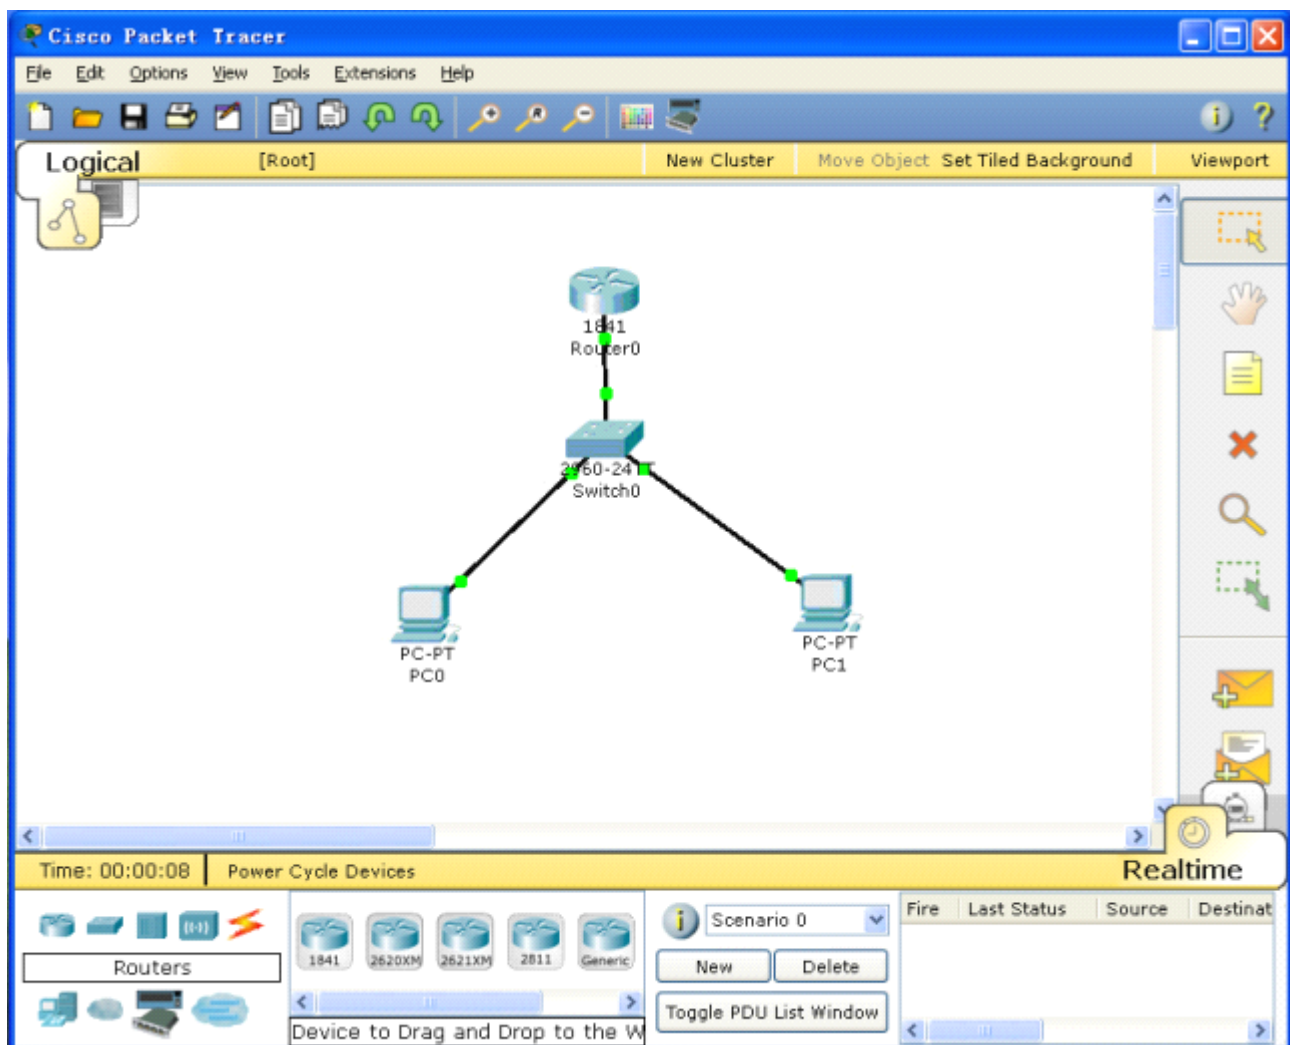 Cisco Packet Tracer
File Edit Options View Tools Extensions Help
Logical [Root] New Cluster Move Object Set Tiled Background Viewport
1841
Router0
2960-24TT
Switch0
PC-PT
PC0
PC-PT
PC1
Time: 00:00:08 Power Cycle Devices Realtime
Fire Last Status Source Destinat
Scenario 0
1841 2620XM 2621XM 2811 Generic
Routers
New Delete
Toggle PDU List Window
Device to Drag and Drop to the W